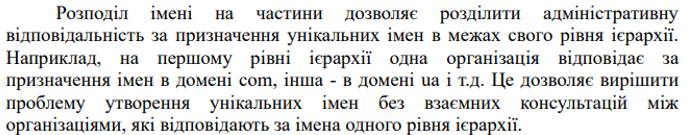 Розподіл імені на частини дозволяє розділити адміністративну
відповідальність за призначення унікальних імен в межах свого рівня ієрархії.
Наприклад, на першому рівні ієрархії одна організація відповідає за
призначення імен в домені com, інша - в домені ua і т.д. Це дозволяє вирішити
проблему утворення унікальних імен без взаємних консультацій між
організаціями, які відповідають за імена одного рівня ієрархії.